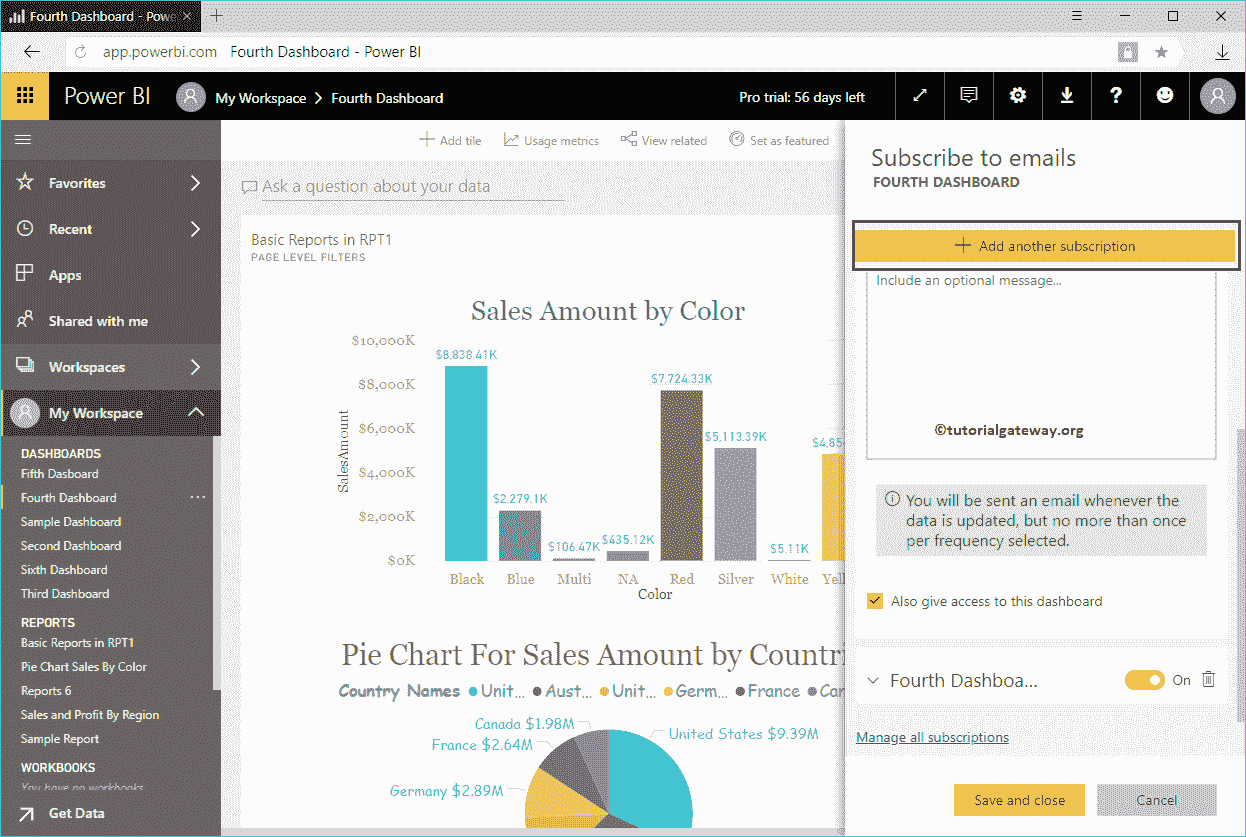 Fourth Dashboard - Powe
app.powerbi.com Fourth Dashboard - Power BI
Power BI My Workspace > Fourth Dashboard Pro trial: 56 days left
Favorites
Recent
Apps
Shared with me
Workspaces
My Workspace
DASHBOARDS
Fifth Dasboard
Fourth Dashboard
Sample Dashboard
Second Dashboard
Sixth Dashboard
Third Dashboard
REPORTS
Basic Reports in RPT1
Pie Chart Sales By Color
Reports 6
Sales and Profit By Region
Sample Report
WORKBOOKS
You have no workbooks
Get Data
Add tile Usage metrics View related Set as featured
Ask a question about your data
Basic Reports in RPT1
PAGE LEVEL FILTERS
Sales Amount by Color
SalesAmount
$10,000K
$8,000K
$6,000K
$4,000K
$2,000K
$0K
$8,838.41K
$2,279.1K
$106.47K
$435.12K
$7,724.33K
$5,113.39K
$5.11K
$4,85
Black Blue Multi NA Red Silver White Yell
Color
Pie Chart For Sales Amount by Countri
Country Names Unit... Aust... Unit... Germ... France Can
Canada $1.98M
France $2.64M
Germany $2.89M
United States $9.39M
Subscribe to emails
FOURTH DASHBOARD
Add another subscription
Include an optional message...
©tutorialgateway.org
You will be sent an email whenever the
data is updated, but no more than once
per frequency selected.
Also give access to this dashboard
Fourth Dashboa... On
Manage all subscriptions
Save and close Cancel